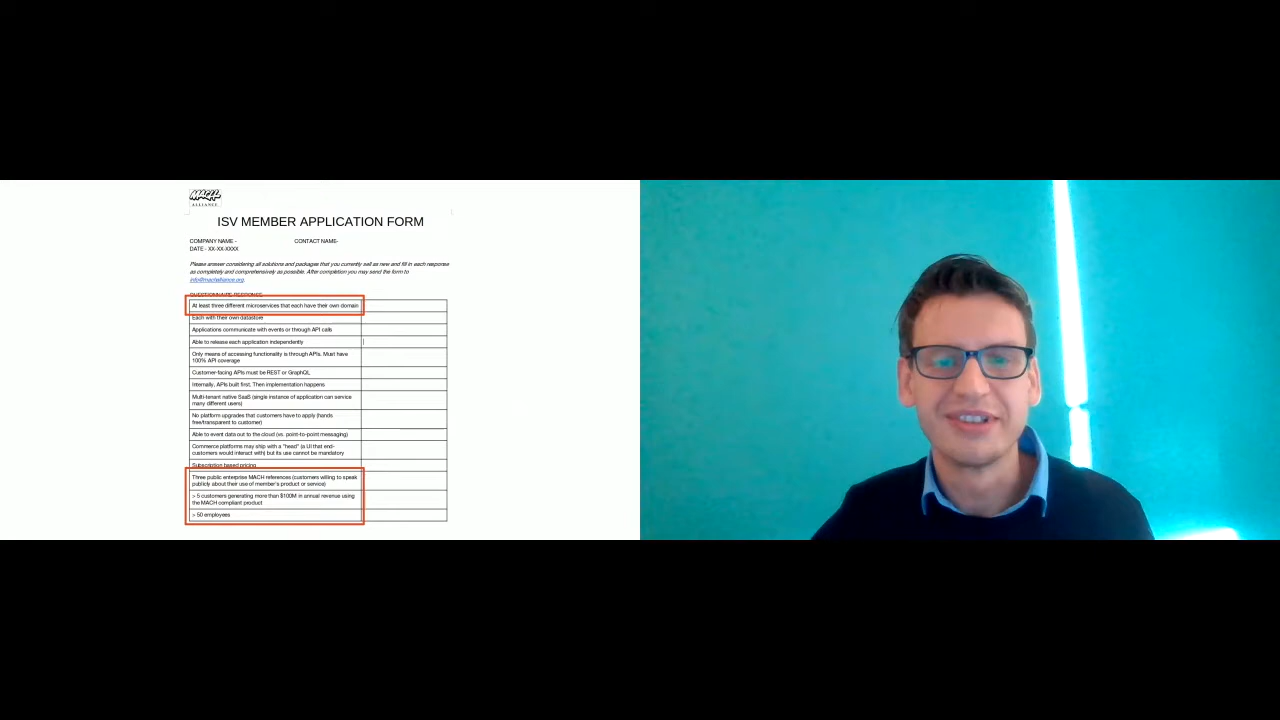 MACH
ALLIANCE
ISV MEMBER APPLICATION FORM
COMPANY NAME - CONTACT NAME-
DATE - XX-XX-XXXX
Please answer considering all solutions and packages that you currently sell as new and fill in each response
as completely and comprehensively as possible. After completion you may send the form to
info@machalliance.org.
QUESTIONNAIRE RESPONSE
At least three different microservices that each have their own domain
Each with their own datastore
Applications communicate with events or through API calls
Able to release each application independently
Only means of accessing functionality is through APIs. Must have
100% API coverage
Customer-facing APIs must be REST or GraphQL
Internally, APIs built first. Then implementation happens
Multi-tenant native SaaS (single instance of application can service
many different users)
No platform upgrades that customers have to apply (hands
free/transparent to customer)
Able to event data out to the cloud (vs. point-to-point messaging)
Commerce platforms may ship with a "head" (a UI that end-
customers would interact with) but its use cannot be mandatory
Subscription based pricing
Three public enterprise MACH references (customers willing to speak
publicly about their use of member's product or service)
> 5 customers generating more than $100M in annual revenue using
the MACH compliant product
> 50 employees